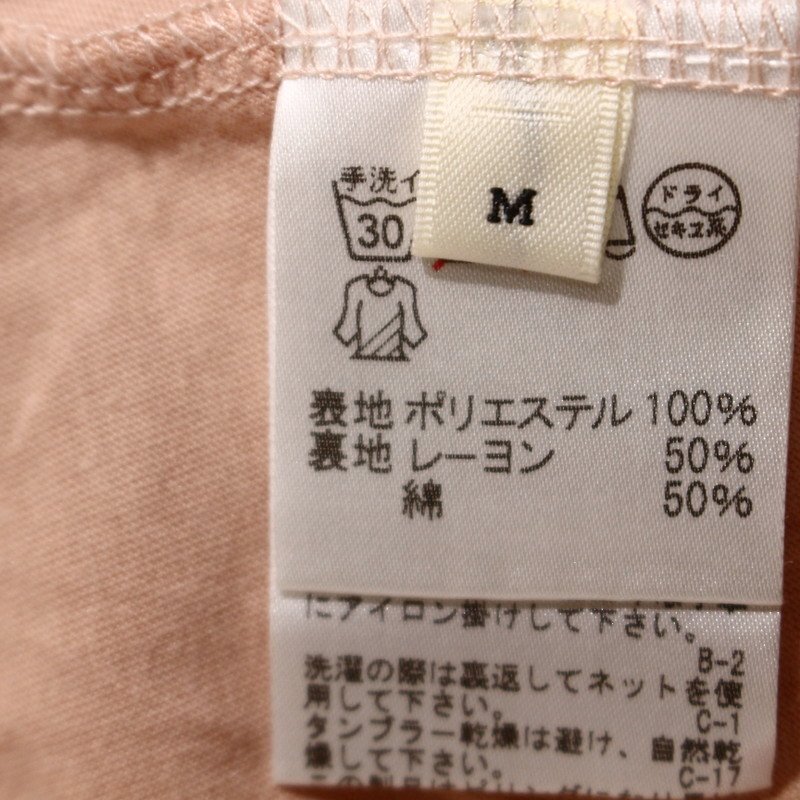 M
手洗イ
30
ドライ
セキユ系
表地 ポリエステル 100%
裏地 レーヨン 50%
綿 50%
にアイロン掛けして下さい。
B-2
洗濯の際は裏返してネットを使
用して下さい。 C-1
タンブラー乾燥は避け、自然乾
燥して下さい。 C-17